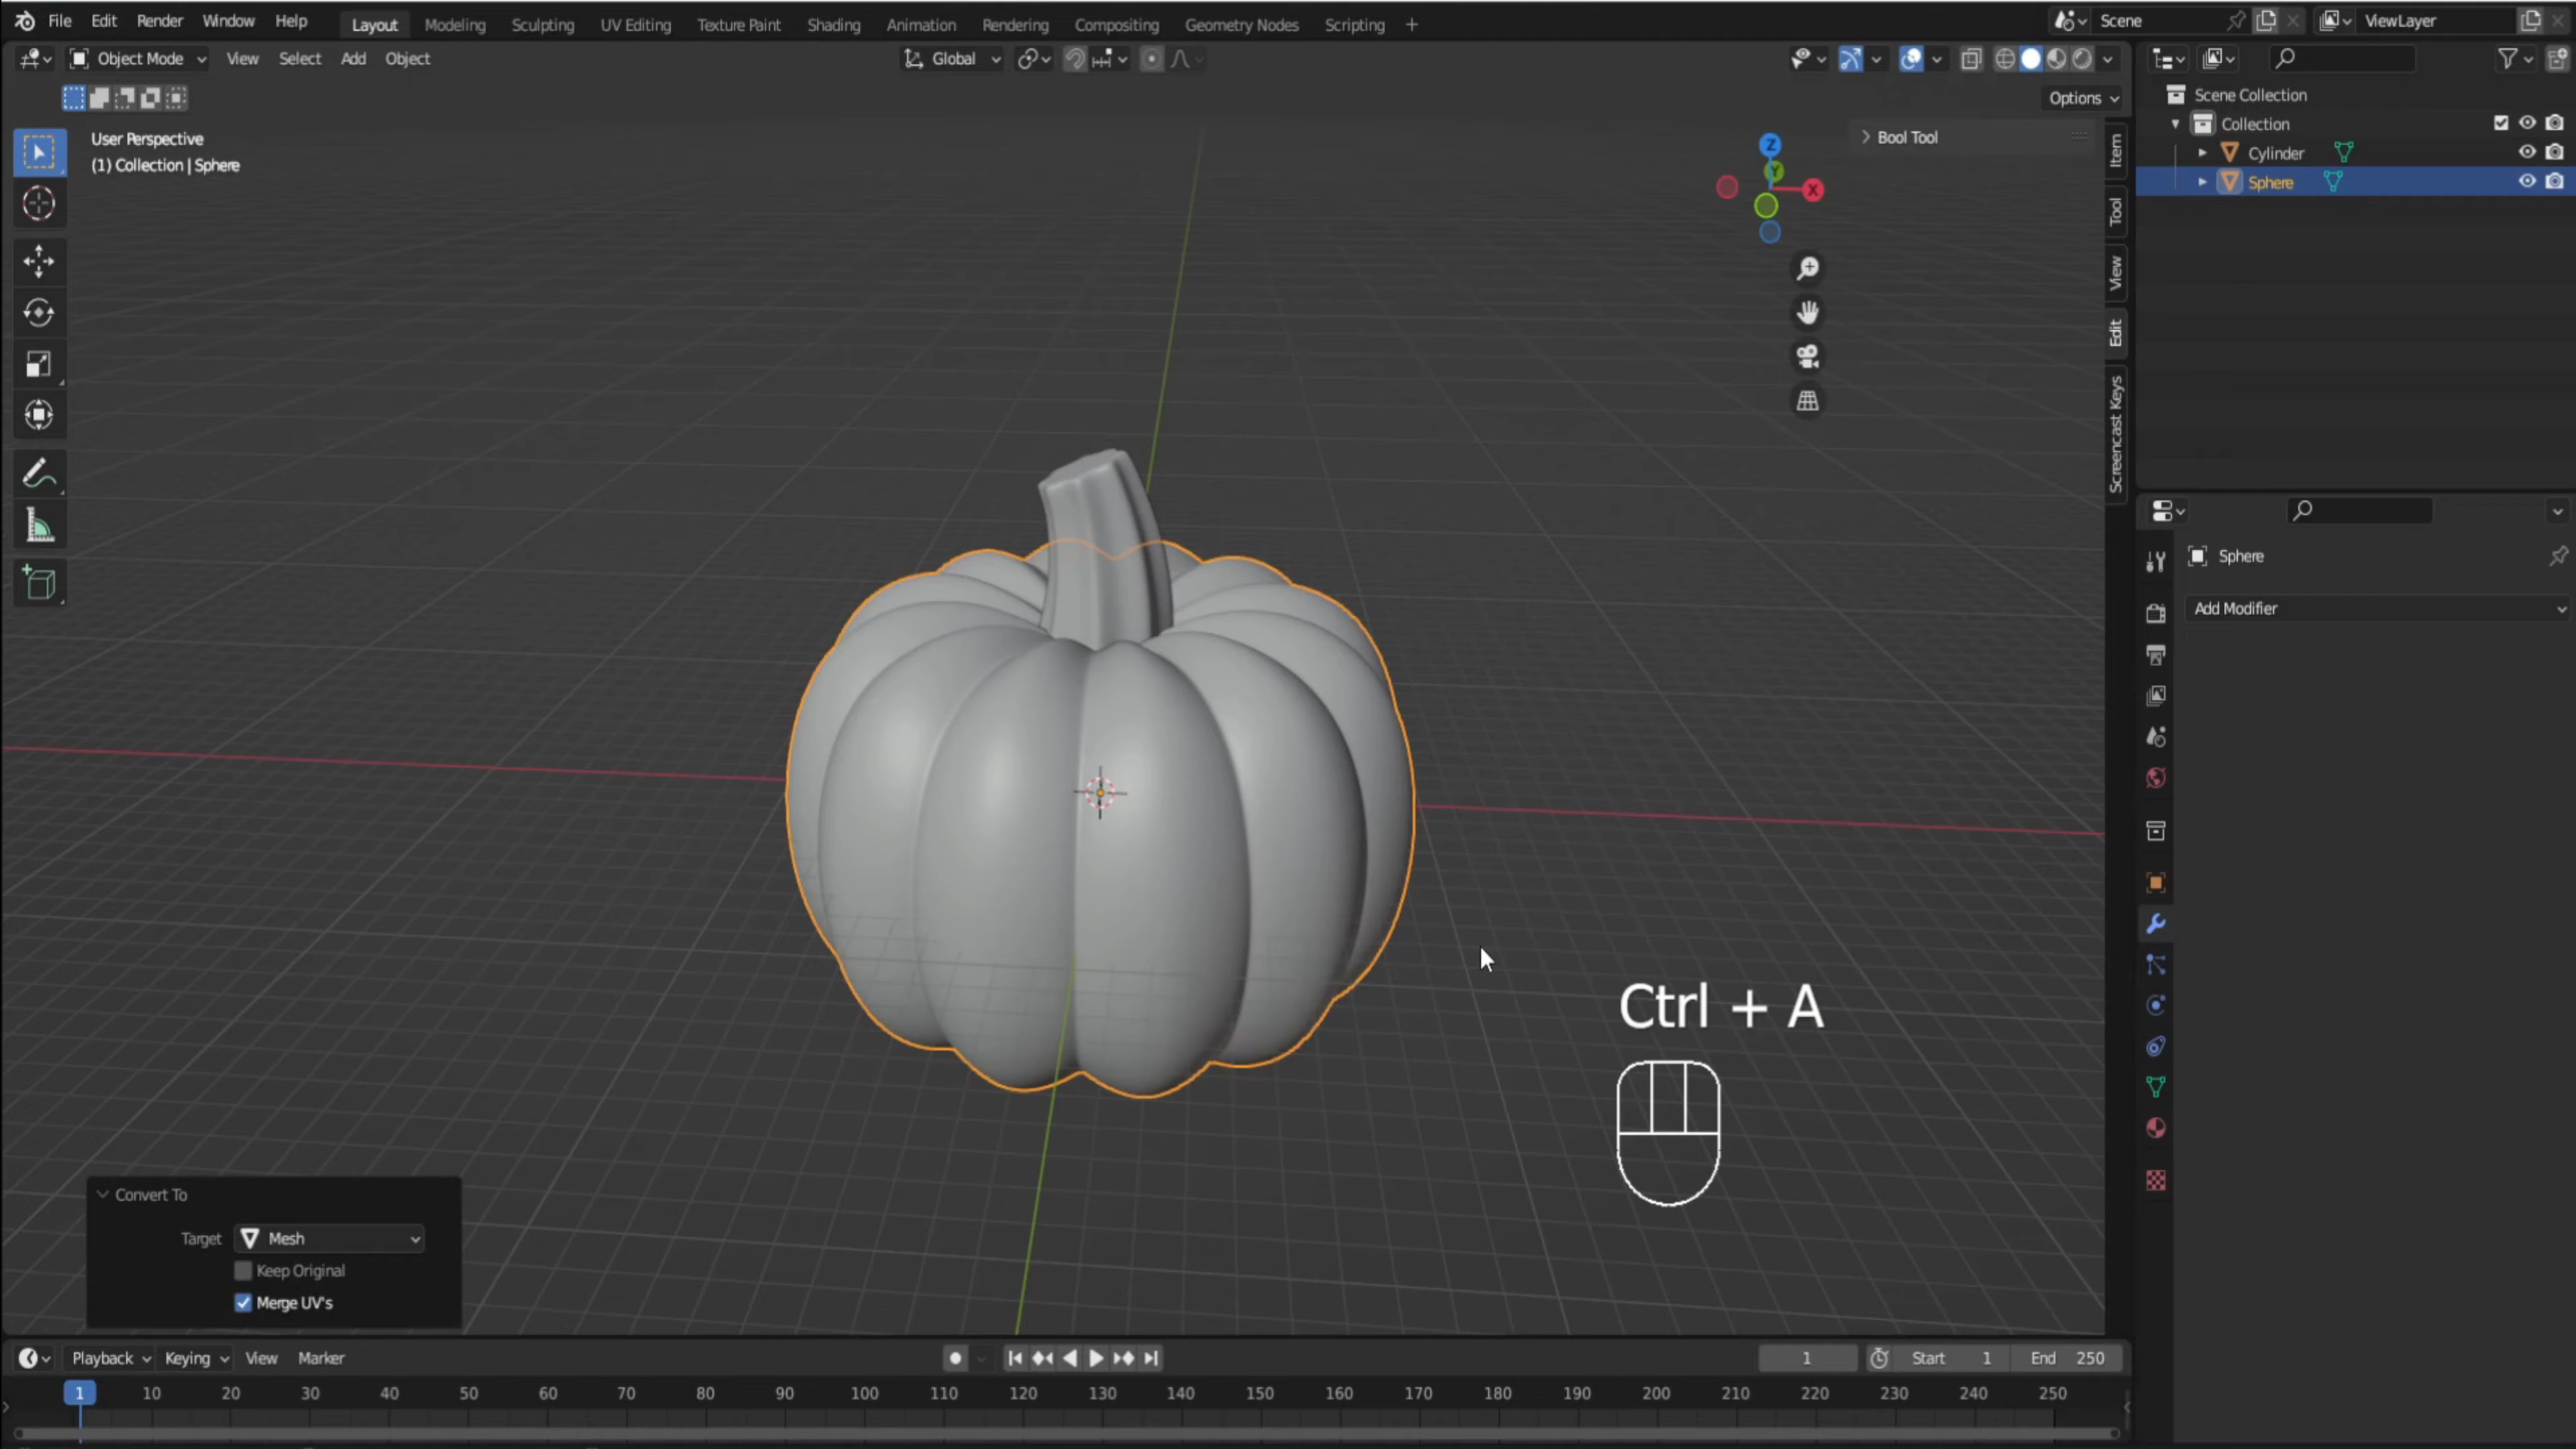 File Edit Render Window Help Layout Modeling Sculpting UV Editing Texture Paint Shading Animation Rendering Compositing Geometry Nodes Scripting + Scene ViewLayer
Object Mode View Select Add Object Global
Options
User Perspective
(1) Collection | Sphere
Z
Y
X
Bool Tool
Item
Tool
View
Edit
Screencast Keys
Scene Collection
Collection
Cylinder
Sphere
Sphere
Add Modifier
Ctrl + A
Convert To
Target Mesh
Keep Original
Merge UV's
Playback Keying View Marker 1 Start 1 End 250
1 10 20 30 40 50 60 70 80 90 100 110 120 130 140 150 160 170 180 190 200 210 220 230 240 250